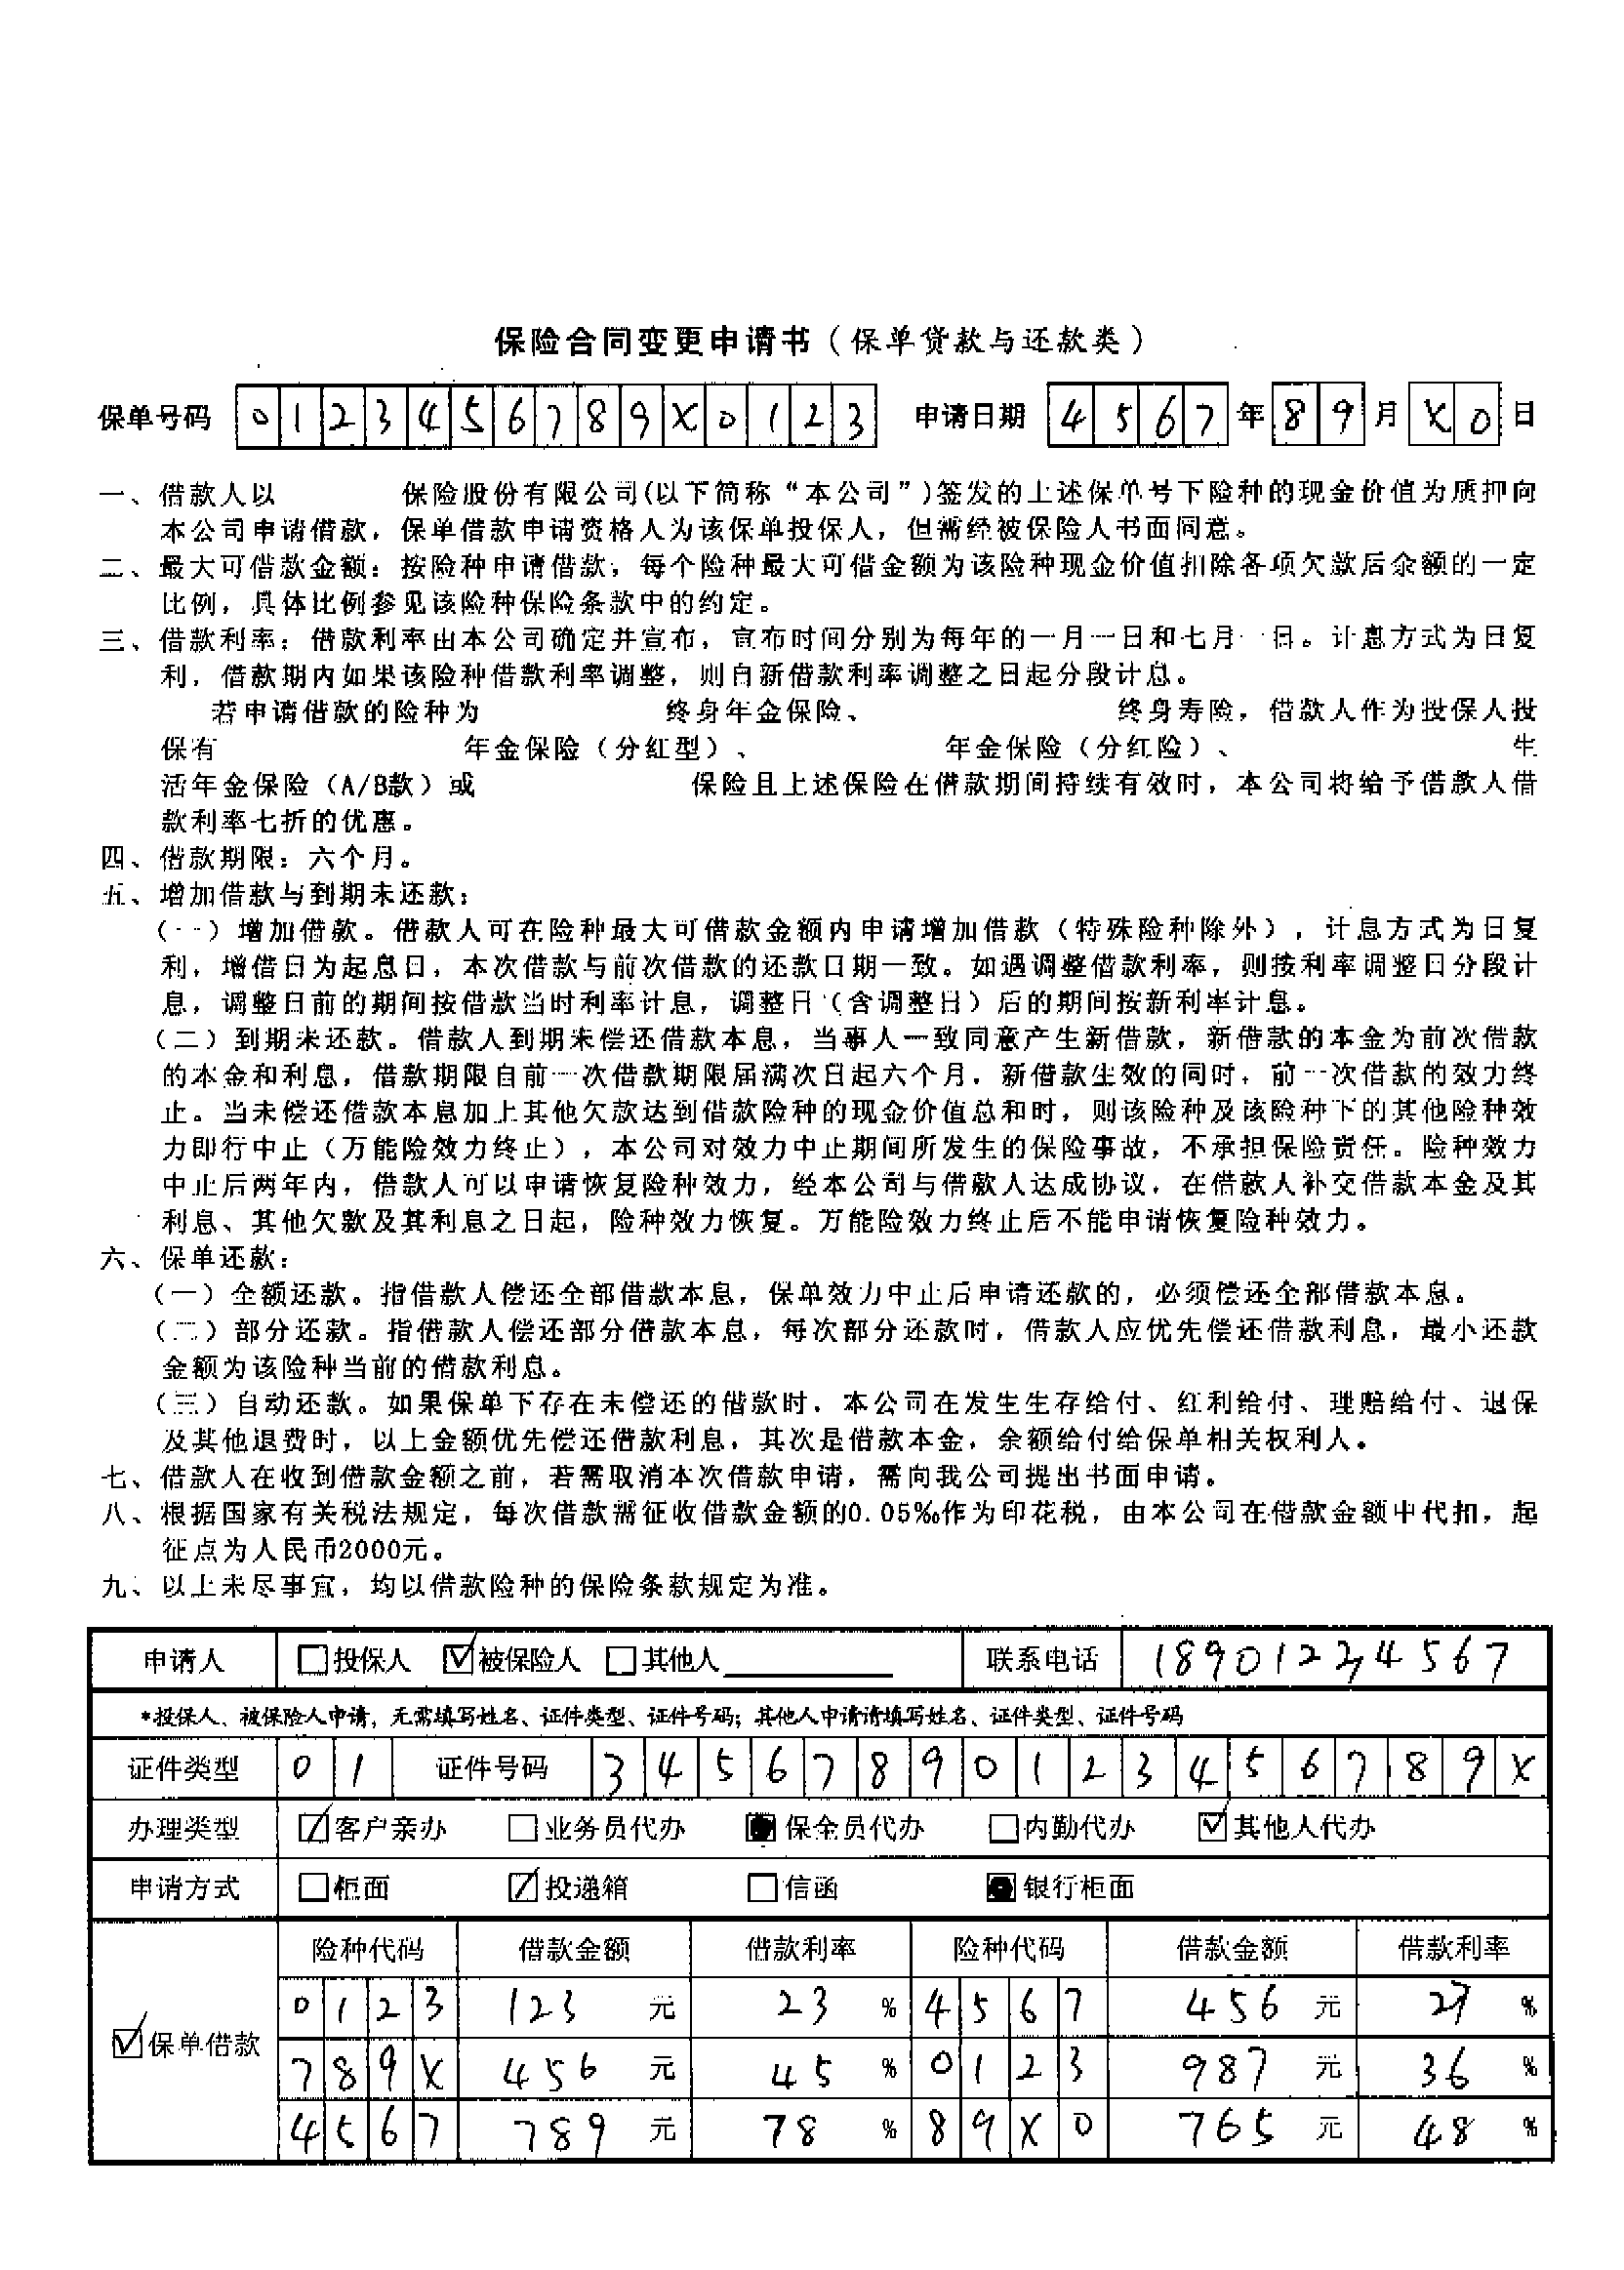 保险合同变更申请书（保单贷款与还款类）
保单号码 0 1 2 3 4 5 6 7 8 9 X 0 1 2 3 申请日期 4 5 6 7 年 8 9 月 X 0 日
一、借款人以 保险股份有限公司(以下简称“本公司”)签发的上述保单号下险种的现金价值为质押向
本公司申请借款，保单借款申请资格人为该保单投保人，但需经被保险人书面同意。
二、最大可借款金额：按险种申请借款，每个险种最大可借金额为该险种现金价值扣除各项欠款后余额的一定
比例，具体比例参见该险种保险条款中的约定。
三、借款利率：借款利率由本公司确定并宣布，宣布时间分别为每年的一月一日和七月一日。计息方式为日复
利，借款期内如果该险种借款利率调整，则自新借款利率调整之日起分段计息。
若申请借款的险种为 终身年金保险、 终身寿险，借款人作为投保人投
保有 年金保险（分红型）、 年金保险（分红险）、 生
活年金保险（A/B款）或 保险且上述保险在借款期间持续有效时，本公司将给予借款人借
款利率七折的优惠。
四、借款期限：六个月。
五、增加借款与到期未还款：
（一）增加借款。借款人可在险种最大可借款金额内申请增加借款（特殊险种除外），计息方式为日复
利，增借日为起息日，本次借款与前次借款的还款日期一致。如遇调整借款利率，则按利率调整日分段计
息，调整日前的期间按借款当时利率计息，调整日（含调整日）后的期间按新利率计息。
（二）到期未还款。借款人到期未偿还借款本息，当事人一致同意产生新借款，新借款的本金为前次借款
的本金和利息，借款期限自前一次借款期限届满次日起六个月，新借款生效的同时，前一次借款的效力终
止。当未偿还借款本息加上其他欠款达到借款险种的现金价值总和时，则该险种及该险种下的其他险种效
力即行中止（万能险效力终止），本公司对效力中止期间所发生的保险事故，不承担保险责任。险种效力
中止后两年内，借款人可以申请恢复险种效力，经本公司与借款人达成协议，在借款人补交借款本金及其
利息、其他欠款及其利息之日起，险种效力恢复。万能险效力终止后不能申请恢复险种效力。
六、保单还款：
（一）全额还款。指借款人偿还全部借款本息，保单效力中止后申请还款的，必须偿还全部借款本息。
（二）部分还款。指借款人偿还部分借款本息，每次部分还款时，借款人应优先偿还借款利息，最小还款
金额为该险种当前的借款利息。
（三）自动还款。如果保单下存在未偿还的借款时，本公司在发生生存给付、红利给付、理赔给付、退保
及其他退费时，以上金额优先偿还借款利息，其次是借款本金，余额给付给保单相关权利人。
七、借款人在收到借款金额之前，若需取消本次借款申请，需向我公司提出书面申请。
八、根据国家有关税法规定，每次借款需征收借款金额的0.05‰作为印花税，由本公司在借款金额中代扣，起
征点为人民币2000元。
九、以上未尽事宜，均以借款险种的保险条款规定为准。
申请人 □投保人 ☑被保险人 □其他人 联系电话 189012
34567
*投保人、被保险人申请，无需填写姓名、证件类型、证件号码；其他人申请请填写姓名、证件类型、证件号码
证件类型 0 1 证件号码 3 4 5 6 7 8 9 0 1 2 3 4 5 6 7 8 9 X
办理类型 ☑客户亲办 □业务员代办 ■保全员代办 □内勤代办 ☑其他人代办
申请方式 □柜面 ☑投递箱 □信函 ■银行柜面
险种代码 借款金额 借款利率 险种代码 借款金额 借款利率
0 1 2 3 123 元 23 % 4 5 6 7 456 元 27 %
☑保单借款
7 8 9 X 456 元 45 % 0 1 2 3 987 元 36 %
4 5 6 7 789 元 78 % 8 9 X 0 765 元 48 %